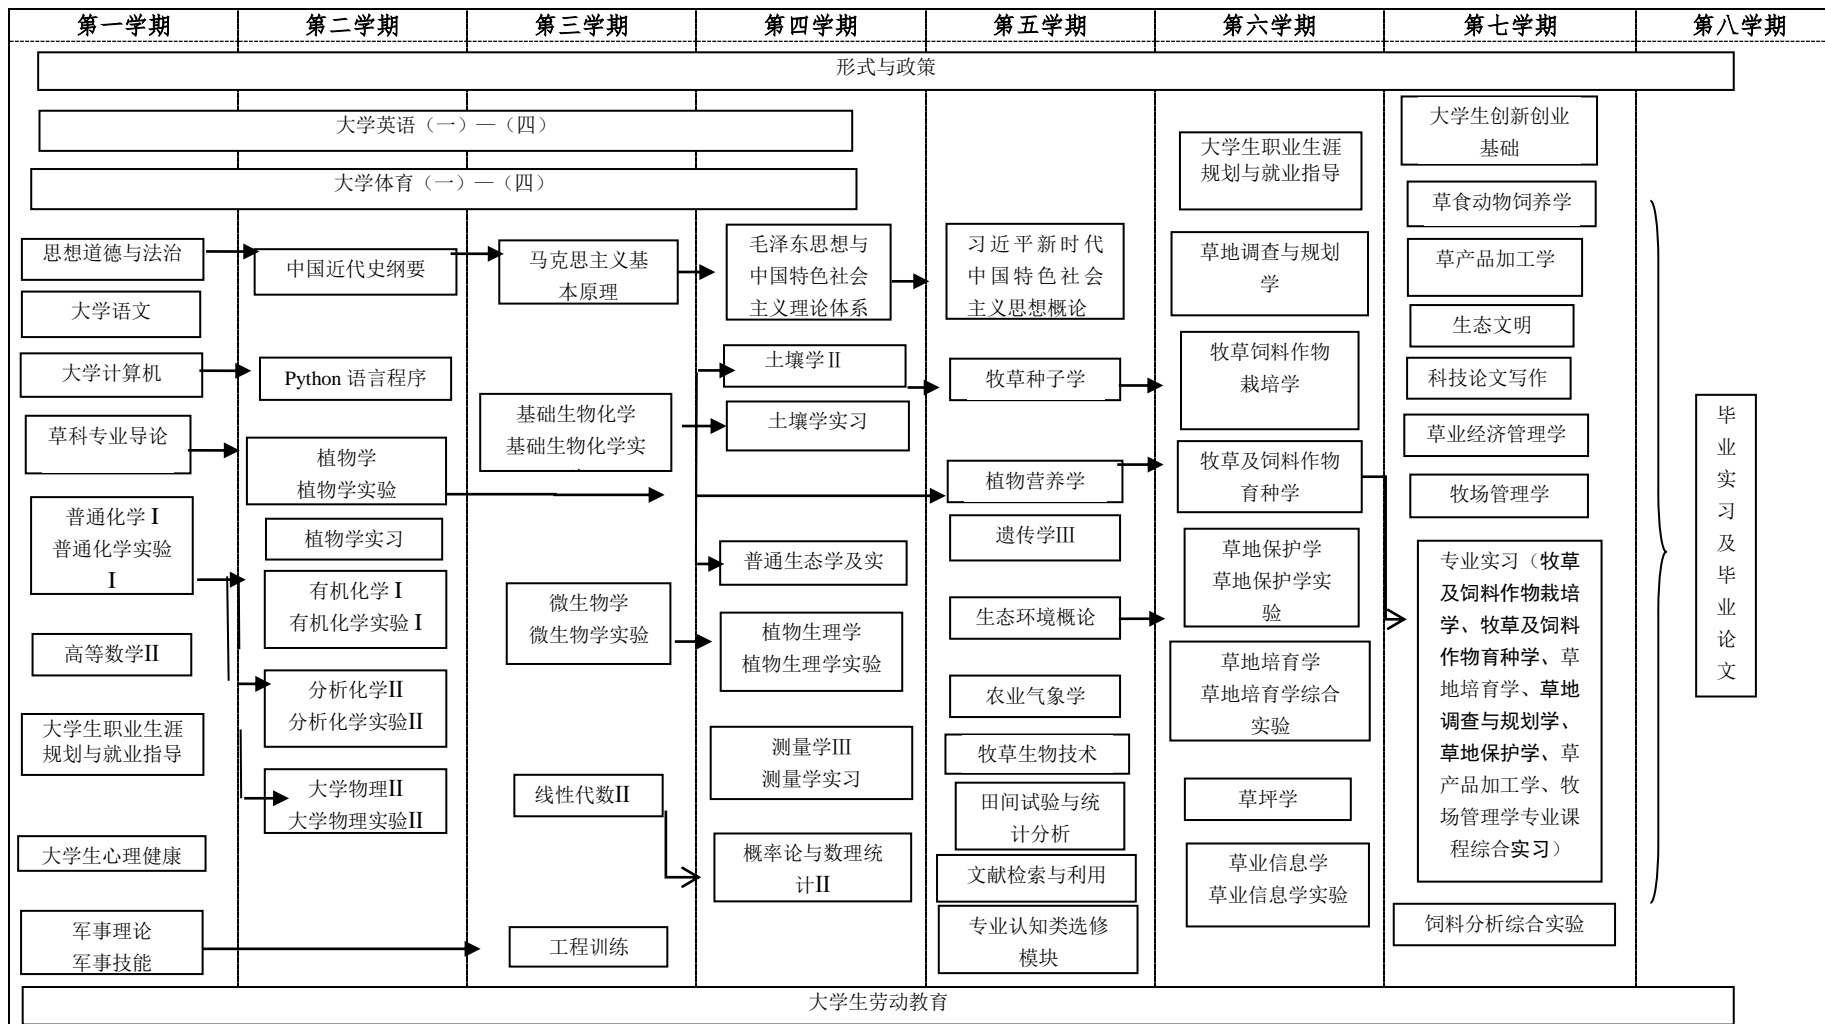 第一学期
第二学期
第三学期
第四学期
第五学期
第六学期
第七学期
第八学期
形式与政策
大学英语（一）—（四）
大学体育（一）—（四）
思想道德与法治
大学语文
大学计算机
草科专业导论
普通化学 I
普通化学实验
I
高等数学II
大学生职业生涯
规划与就业指导
大学生心理健康
军事理论
军事技能
中国近代史纲要
Python 语言程序
植物学
植物学实验
植物学实习
有机化学 I
有机化学实验 I
分析化学II
分析化学实验II
大学物理II
大学物理实验II
马克思主义基
本原理
基础生物化学
基础生物化学实
微生物学
微生物学实验
线性代数II
工程训练
毛泽东思想与
中国特色社会
主义理论体系
土壤学 II
土壤学实习
普通生态学及实
植物生理学
植物生理学实验
测量学III
测量学实习
概率论与数理统
计II
习近平新时代
中国特色社会
主义思想概论
牧草种子学
植物营养学
遗传学III
生态环境概论
农业气象学
牧草生物技术
田间试验与统
计分析
文献检索与利用
专业认知类选修
模块
大学生职业生涯
规划与就业指导
草地调查与规划
学
牧草饲料作物
栽培学
牧草及饲料作物
育种学
草地保护学
草地保护学实
验
草地培育学
草地培育学综合
实验
草坪学
草业信息学
草业信息学实验
大学生创新创业
基础
草食动物饲养学
草产品加工学
生态文明
科技论文写作
草业经济管理学
牧场管理学
专业实习（牧草
及饲料作物栽培
学、牧草及饲料
作物育种学、草
地培育学、草地
调查与规划学、
草地保护学、草
产品加工学、牧
场管理学专业课
程综合实习）
饲料分析综合实验
毕
业
实
习
及
毕
业
论
文
大学生劳动教育